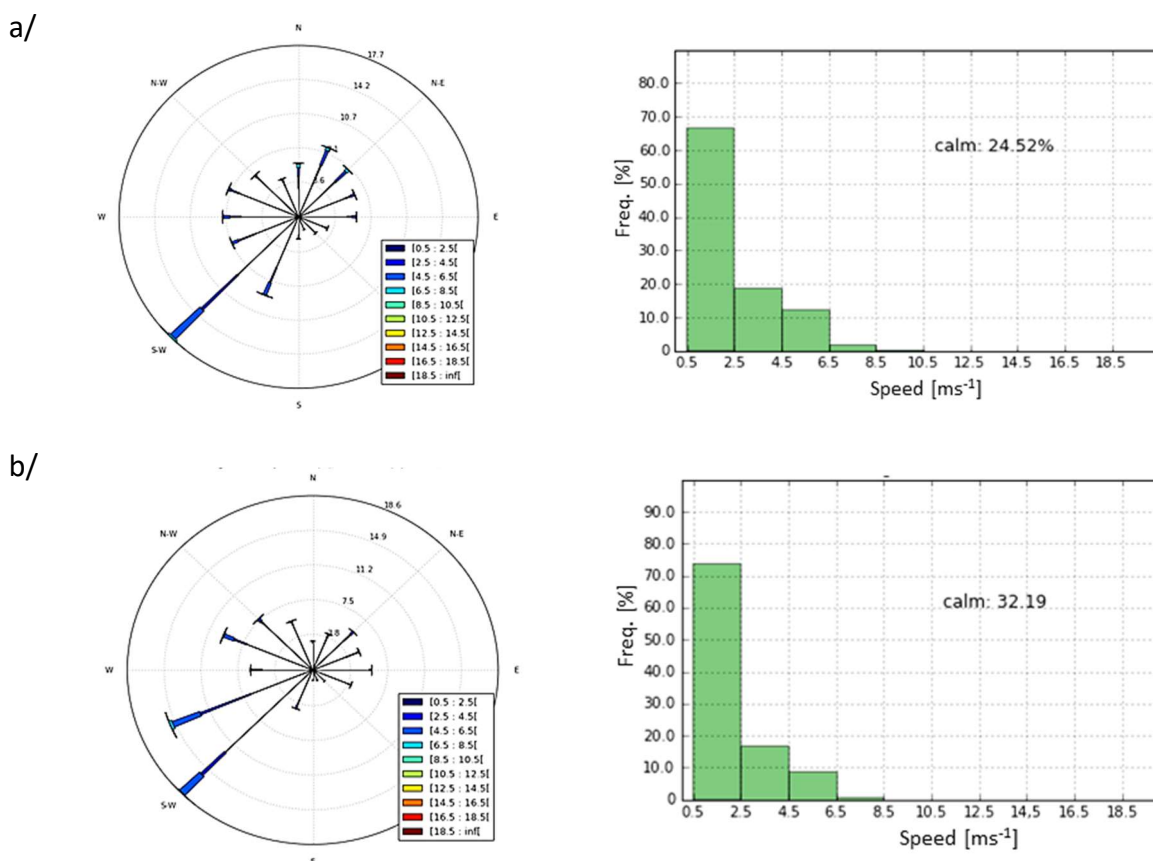 a/
N
17.7
N-W
N-E
14.2
10.7
3.6
W
E
[0.5 : 2.5[
[2.5 : 4.5[
[4.5 : 6.5[
[6.5 : 8.5[
[8.5 : 10.5[
[10.5 : 12.5[
[12.5 : 14.5[
[14.5 : 16.5[
[16.5 : 18.5[
[18.5 : inf[
S-W
S
80.0
70.0
60.0
50.0
40.0
30.0
20.0
10.0
0
Freq. [%]
calm: 24.52%
0.5 2.5 4.5 6.5 8.5 10.5 12.5 14.5 16.5 18.5
Speed [ms⁻¹]
b/
N
18.6
N-W
N-E
14.9
11.2
7.5
3.8
W
E
[0.5 : 2.5[
[2.5 : 4.5[
[4.5 : 6.5[
[6.5 : 8.5[
[8.5 : 10.5[
[10.5 : 12.5[
[12.5 : 14.5[
[14.5 : 16.5[
[16.5 : 18.5[
[18.5 : inf[
S-W
90.0
80.0
70.0
60.0
50.0
40.0
30.0
20.0
10.0
0
Freq. [%]
calm: 32.19
0.5 2.5 4.5 6.5 8.5 10.5 12.5 14.5 16.5 18.5
Speed [ms⁻¹]